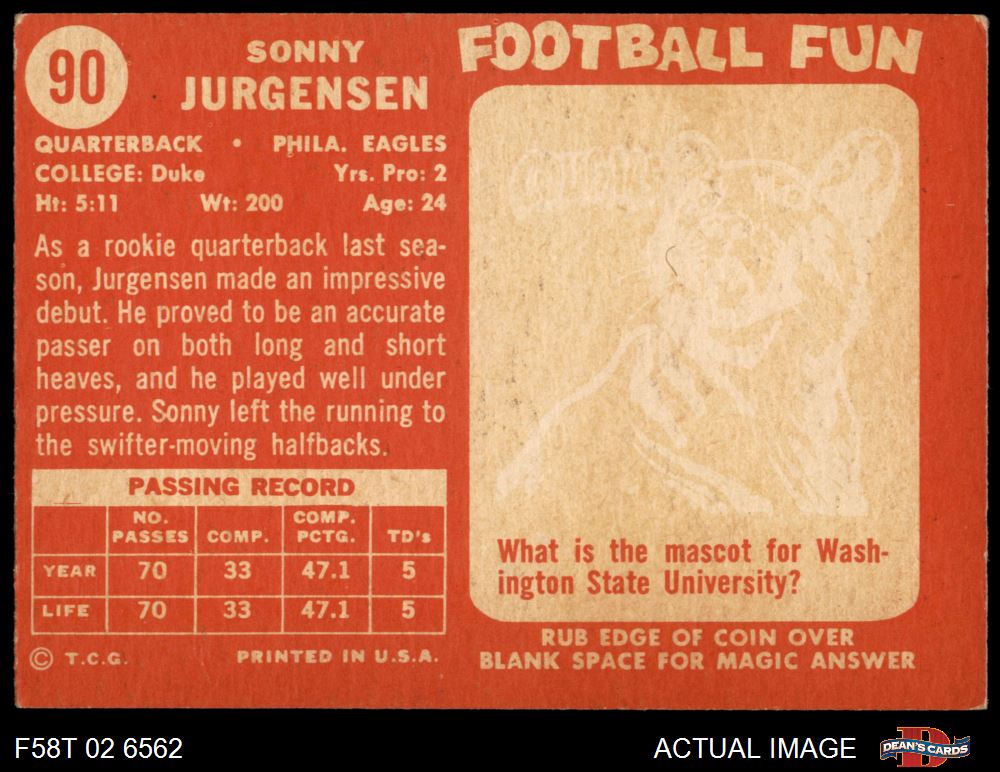 90
SONNY
JURGENSEN
QUARTERBACK • PHILA. EAGLES
COLLEGE: Duke Yrs. Pro: 2
Ht: 5:11 Wt: 200 Age: 24
As a rookie quarterback last sea-
son, Jurgensen made an impressive
debut. He proved to be an accurate
passer on both long and short
heaves, and he played well under
pressure. Sonny left the running to
the swifter-moving halfbacks.
PASSING RECORD
NO. PASSES COMP. COMP. PCTG. TD's
YEAR 70 33 47.1 5
LIFE 70 33 47.1 5
© T.C.G. PRINTED IN U.S.A.
FOOTBALL FUN
What is the mascot for Wash-
ington State University?
RUB EDGE OF COIN OVER
BLANK SPACE FOR MAGIC ANSWER
F58T 02 6562
ACTUAL IMAGE
D
DEAN'S CARDS